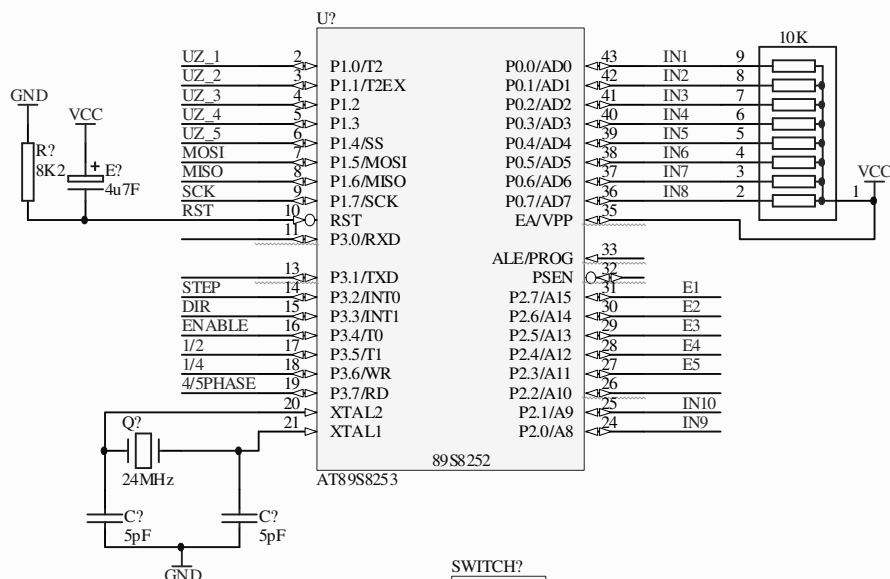 U?
10K
UZ_1 2 P1.0/T2 P0.0/AD0 43 IN1 9
UZ_2 3 P1.1/T2EX P0.1/AD1 42 IN2 8
UZ_3 4 P1.2 P0.2/AD2 41 IN3 7
UZ_4 5 P1.3 P0.3/AD3 40 IN4 6
UZ_5 6 P1.4/SS P0.4/AD4 39 IN5 5
MOSI 7 P1.5/MOSI P0.5/AD5 38 IN6 4
MISO 8 P1.6/MISO P0.6/AD6 37 IN7 3
SCK 9 P1.7/SCK P0.7/AD7 36 IN8 2 1 VCC
RST 10 RST EA/VPP 35
11 P3.0/RXD
ALE/PROG 33
13 P3.1/TXD PSEN 32
STEP 14 P3.2/INT0 P2.7/A15 31 E1
DIR 15 P3.3/INT1 P2.6/A14 30 E2
ENABLE 16 P3.4/T0 P2.5/A13 29 E3
1/2 17 P3.5/T1 P2.4/A12 28 E4
1/4 18 P3.6/WR P2.3/A11 27 E5
4/5PHASE 19 P3.7/RD P2.2/A10 26
20 XTAL2 P2.1/A9 25 IN10
21 XTAL1 P2.0/A8 24 IN9
89S8252
AT89S8253
GND
VCC
R?
8K2
E?
+
4u7F
Q?
24MHz
C?
5pF
C?
5pF
GND
SWITCH?